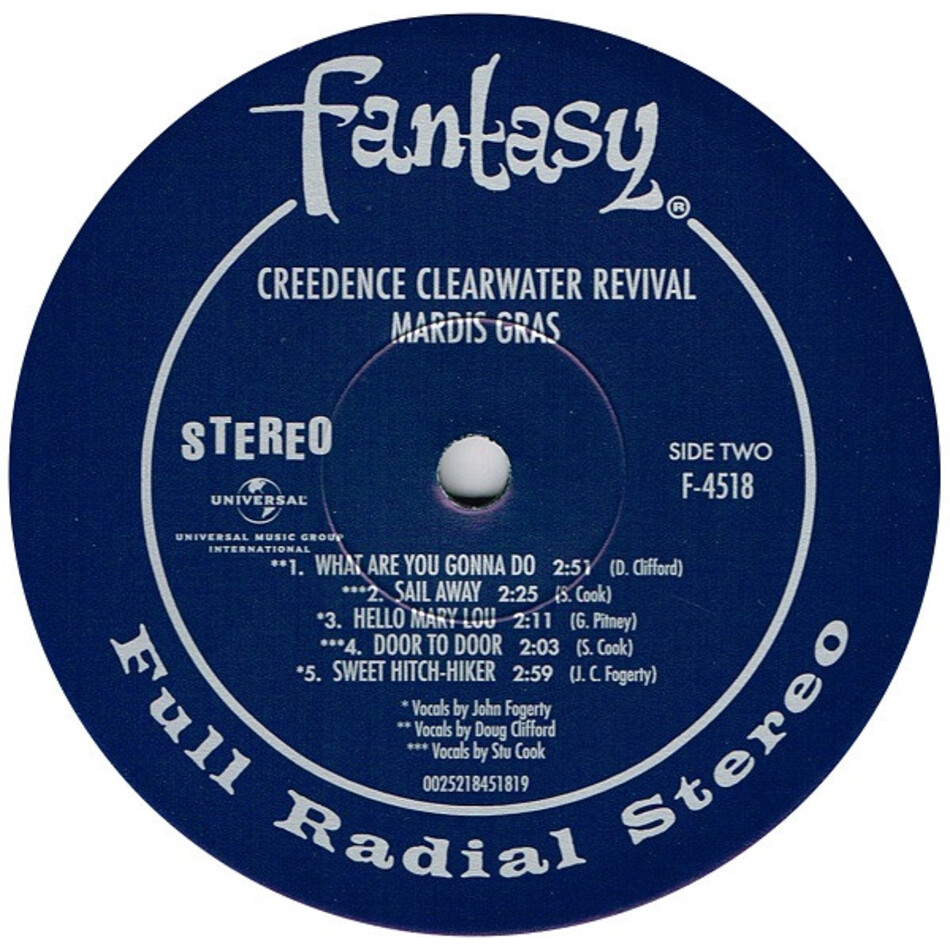 fantasy®
CREEDENCE CLEARWATER REVIVAL
MARDIS GRAS
STEREO
SIDE TWO
F-4518
UNIVERSAL
UNIVERSAL MUSIC GROUP
INTERNATIONAL
**1. WHAT ARE YOU GONNA DO 2:51 (D. Clifford)
***2. SAIL AWAY 2:25 (S. Cook)
*3. HELLO MARY LOU 2:11 (G. Pitney)
***4. DOOR TO DOOR 2:03 (S. Cook)
*5. SWEET HITCH-HIKER 2:59 (J. C. Fogerty)
* Vocals by John Fogerty
** Vocals by Doug Clifford
*** Vocals by Stu Cook
0025218451819
Full Radial Stereo